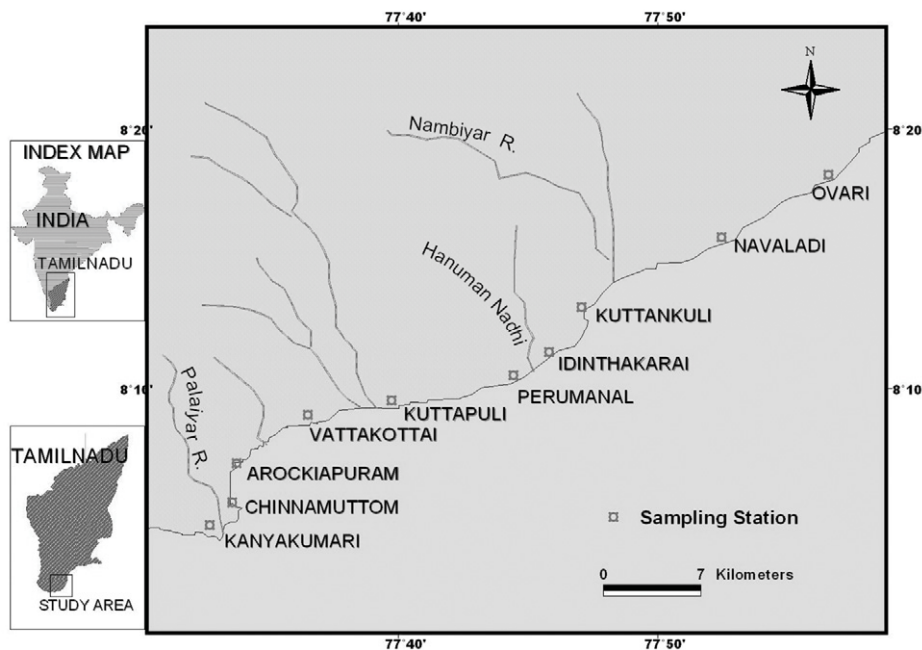 77°40'
77°50'
N
8°20'
8°20'
Nambiyar R.
OVARI
INDEX MAP
INDIA
TAMILNADU
NAVALADI
Hanuman Nadhi
KUTTANKULI
IDINTHAKARAI
PERUMANAL
8°10'
8°10'
Palaiyar R.
KUTTAPULI
VATTAKOTTAI
TAMILNADU
AROCKIAPURAM
CHINNAMUTTOM
Sampling Station
KANYAKUMARI
0 7 Kilometers
STUDY AREA
77°40'
77°50'